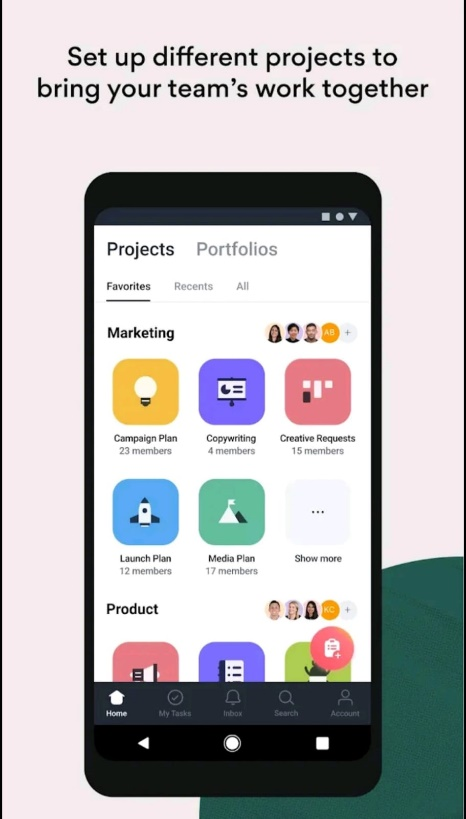 Set up different projects to
bring your team's work together
Projects Portfolios
Favorites Recents All
Marketing AB +
Campaign Plan Copywriting Creative Requests
23 members 4 members 15 members
Launch Plan Media Plan Show more
12 members 17 members
Product KC +
Home My Tasks Inbox Search Account